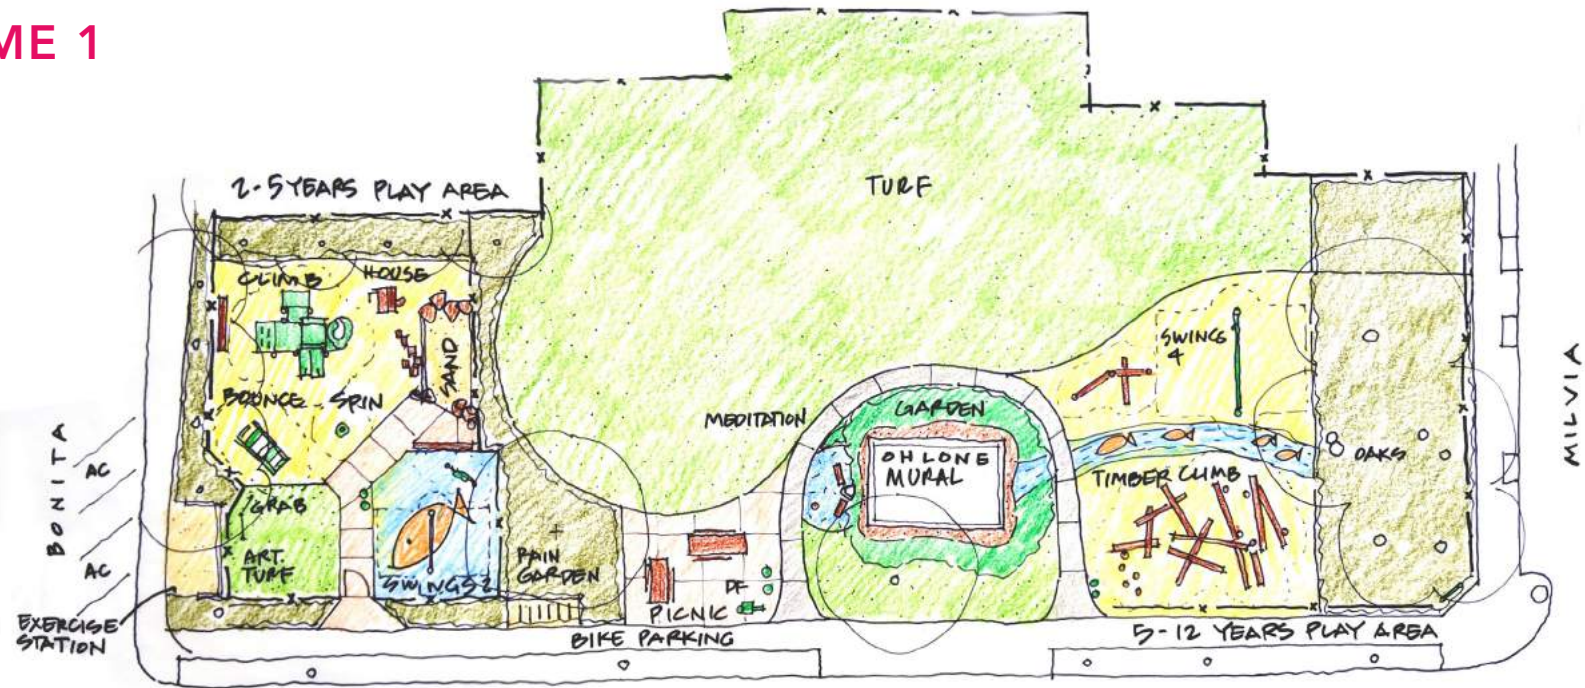 ME 1
2-5 YEARS PLAY AREA
TURF
CLIMB
HOUSE
SAND
BOUNCE
SPIN
SWINGS
4
MEDITATION
GARDEN
OHLONE
MURAL
OAKS
TIMBER CLIMB
BONITA
AC
AC
MILVIA
GRAB
ART.
TURF
SWINGS 2
RAIN
GARDEN
DF
PICNIC
EXERCISE
STATION
BIKE PARKING
5-12 YEARS PLAY AREA